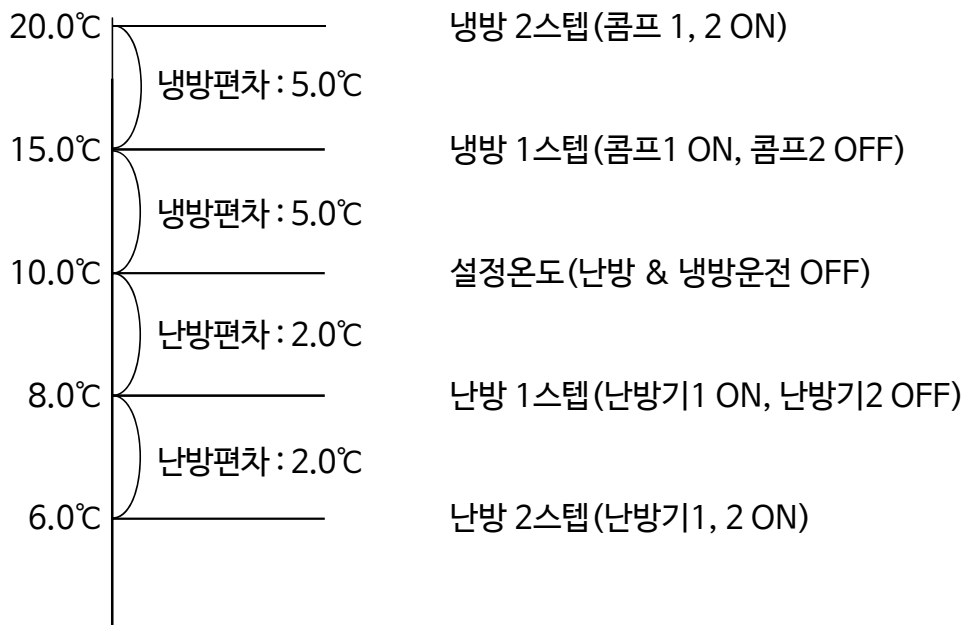 20.0℃ 냉방 2스텝(콤프 1, 2 ON)
냉방편차 : 5.0℃
15.0℃ 냉방 1스텝(콤프1 ON, 콤프2 OFF)
냉방편차 : 5.0℃
10.0℃ 설정온도(난방 & 냉방운전 OFF)
난방편차 : 2.0℃
8.0℃ 난방 1스텝(난방기1 ON, 난방기2 OFF)
난방편차 : 2.0℃
6.0℃ 난방 2스텝(난방기1, 2 ON)